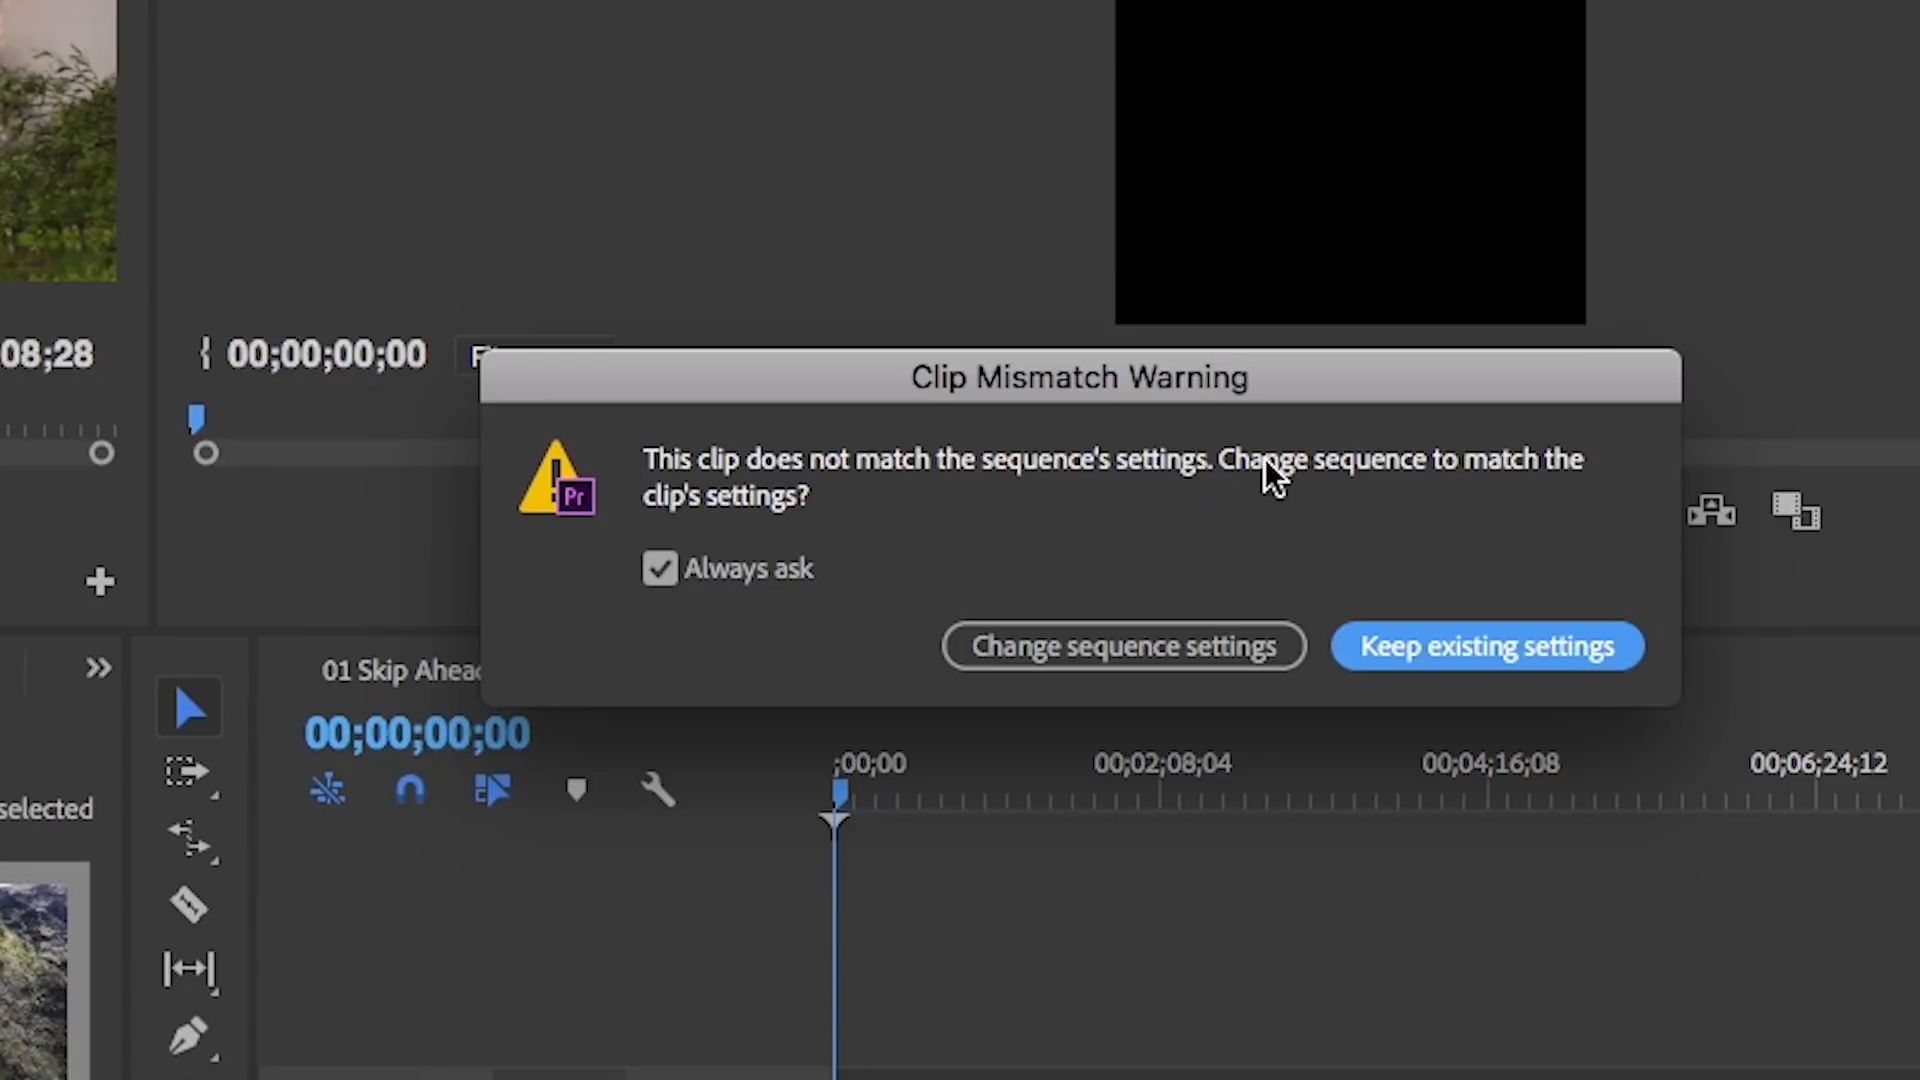 08;28
00;00;00;00
Clip Mismatch Warning
This clip does not match the sequence's settings. Change sequence to match the
clip's settings?
Pr
Always ask
Change sequence settings
Keep existing settings
01 Skip Ahead
00;00;00;00
;00;00
00;02;08;04
00;04;16;08
00;06;24;12
selected